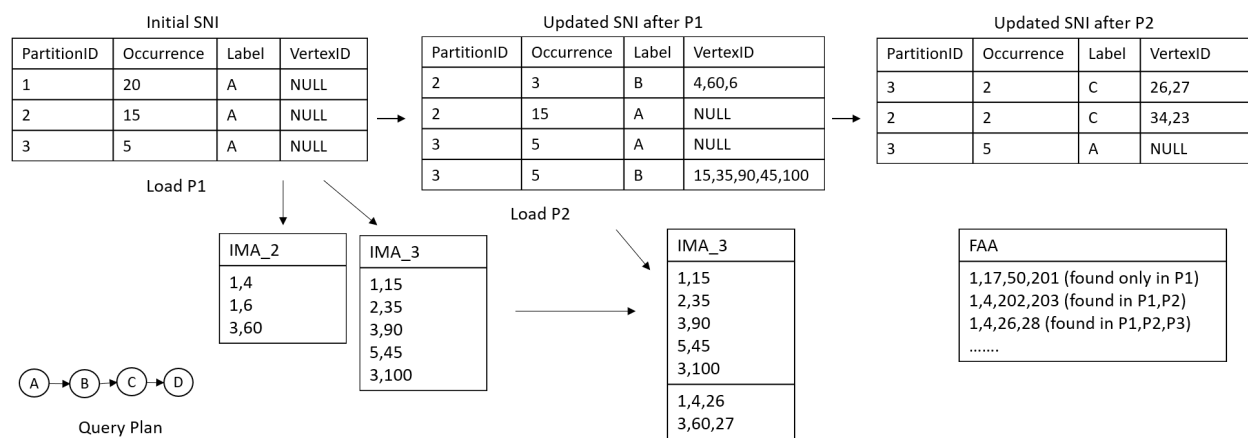 Initial SNI
PartitionID Occurrence Label VertexID
1 20 A NULL
2 15 A NULL
3 5 A NULL
Load P1
Updated SNI after P1
PartitionID Occurrence Label VertexID
2 3 B 4,60,6
2 15 A NULL
3 5 A NULL
3 5 B 15,35,90,45,100
Load P2
Updated SNI after P2
PartitionID Occurrence Label VertexID
3 2 C 26,27
2 2 C 34,23
3 5 A NULL
IMA_2
1,4
1,6
3,60
IMA_3
1,15
2,35
3,90
5,45
3,100
IMA_3
1,15
2,35
3,90
5,45
3,100
1,4,26
3,60,27
FAA
1,17,50,201 (found only in P1)
1,4,202,203 (found in P1,P2)
1,4,26,28 (found in P1,P2,P3)
…….
A B C D
Query Plan